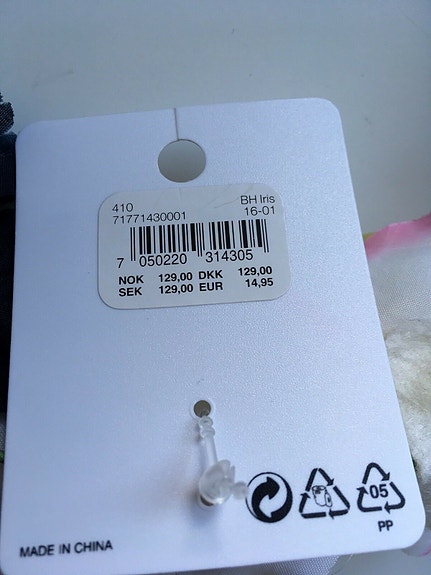 410 BH Iris
71771430001 16-01
7 050220 314305
NOK 129,00 DKK 129,00
SEK 129,00 EUR 14,95
05
PP
MADE IN CHINA